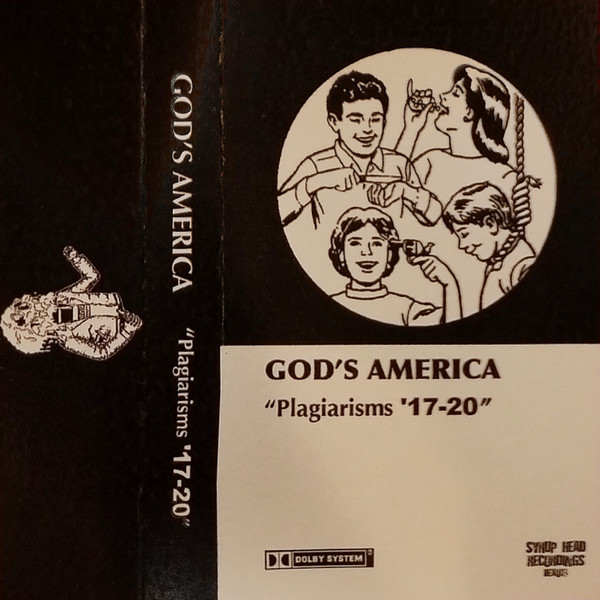 GOD'S AMERICA "Plagiarisms '17-20"
GOD'S AMERICA
"Plagiarisms '17-20"
DOLBY SYSTEM
SYRUP HEAD
RECORDINGS